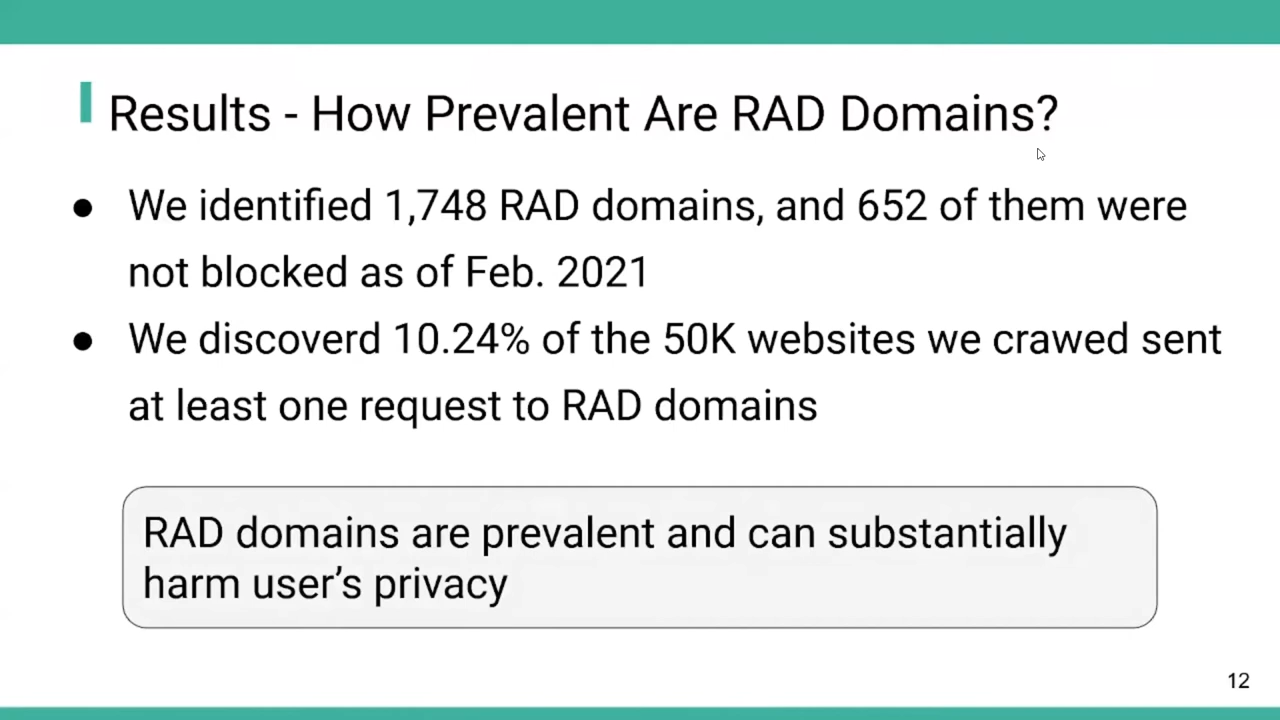 Results - How Prevalent Are RAD Domains?
● We identified 1,748 RAD domains, and 652 of them were
not blocked as of Feb. 2021
● We discoverd 10.24% of the 50K websites we crawed sent
at least one request to RAD domains
RAD domains are prevalent and can substantially
harm user’s privacy
12